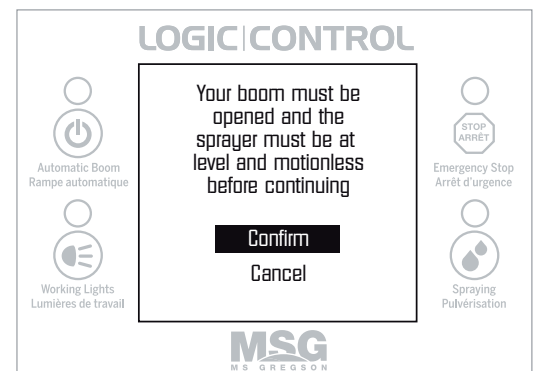 LOGIC|CONTROL
Your boom must be
opened and the
sprayer must be at
level and motionless
before continuing
Confirm
Cancel
Automatic Boom
Rampe automatique
Working Lights
Lumières de travail
STOP
ARRÊT
Emergency Stop
Arrêt d'urgence
Spraying
Pulvérisation
MSG
MS GREGSON